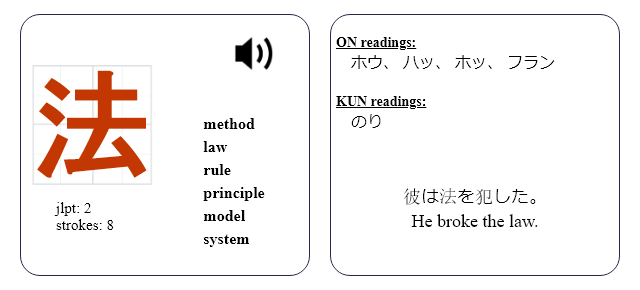 法
jlpt: 2
strokes: 8
method
law
rule
principle
model
system
ON readings:
ホウ、 ハッ、 ホッ、 フラン
KUN readings:
のり
彼は法を犯した。
He broke the law.